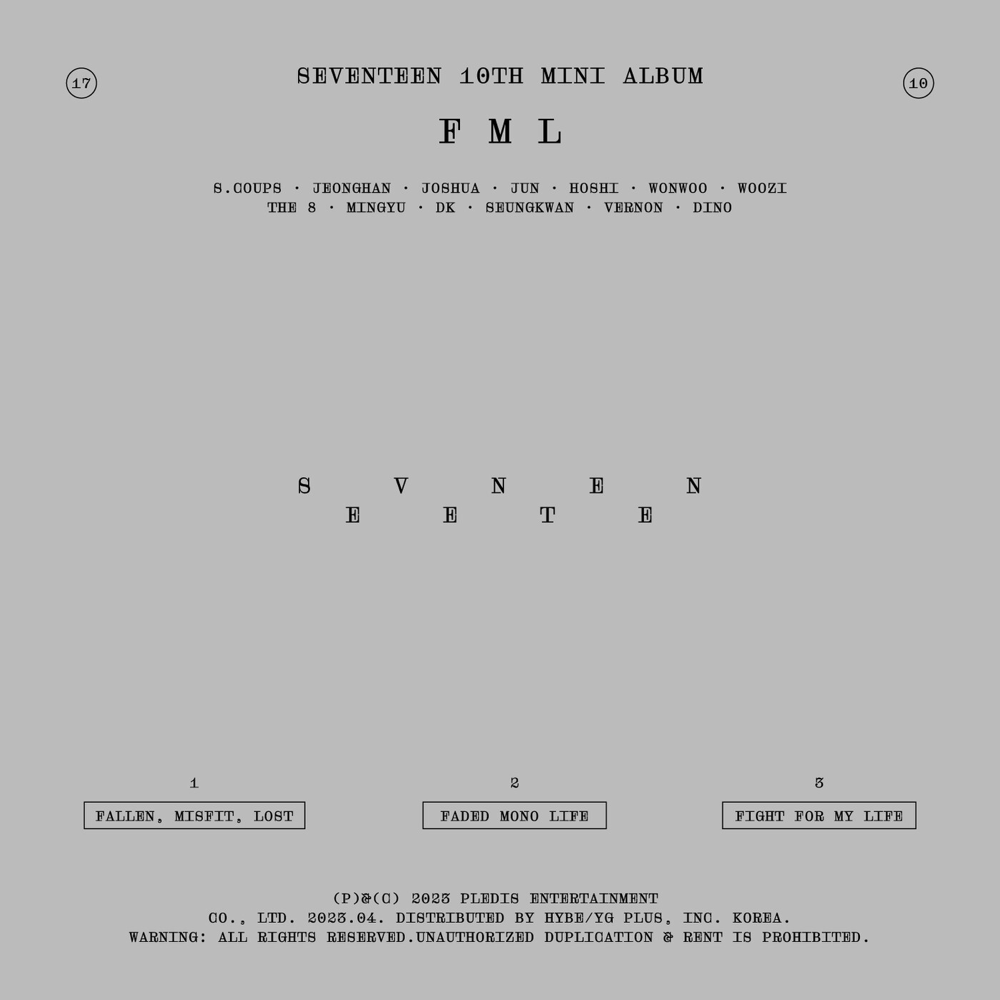 17
SEVENTEEN 10TH MINI ALBUM
10
F M L
S.COUPS · JEONGHAN · JOSHUA · JUN · HOSHI · WONWOO · WOOZI
THE 8 · MINGYU · DK · SEUNGKWAN · VERNON · DINO
S V N E N
E E T E
1
FALLEN, MISFIT, LOST
2
FADED MONO LIFE
3
FIGHT FOR MY LIFE
(P)&(C) 2023 PLEDIS ENTERTAINMENT
CO., LTD. 2023.04. DISTRIBUTED BY HYBE/YG PLUS, INC. KOREA.
WARNING: ALL RIGHTS RESERVED.UNAUTHORIZED DUPLICATION & RENT IS PROHIBITED.